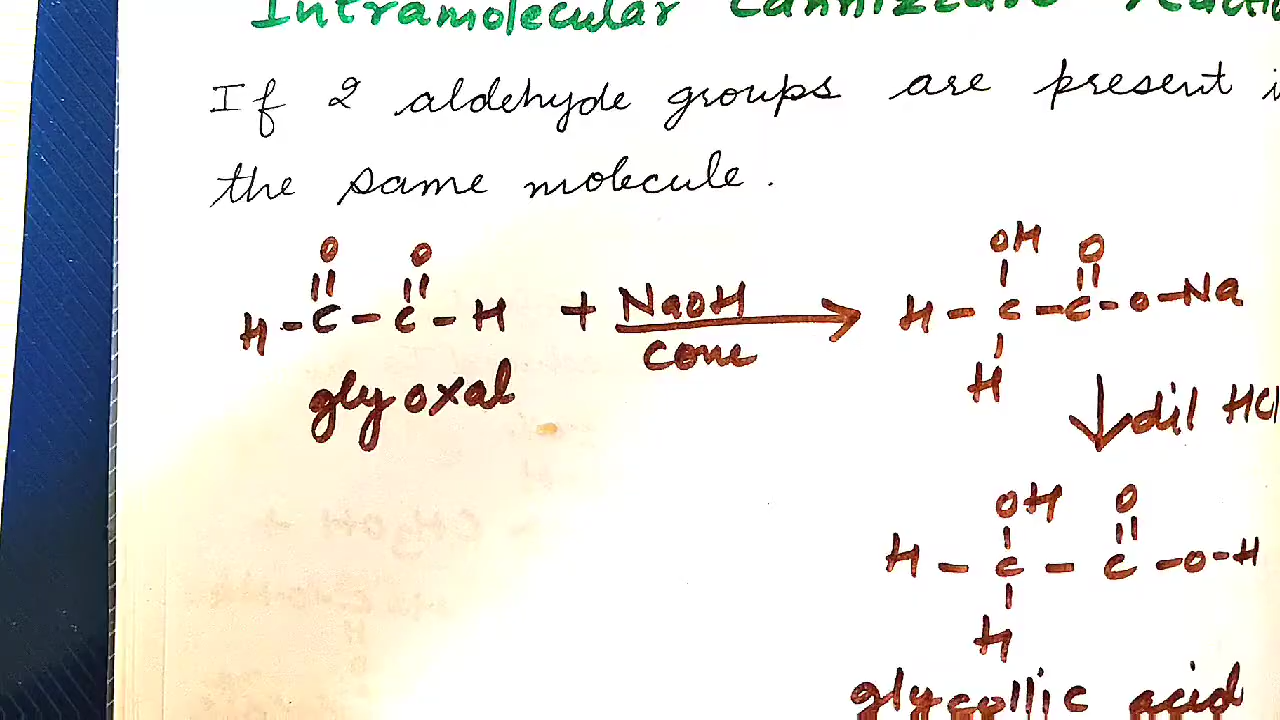 Intramolecular
If 2 aldehyde groups are present
the same molecule.
O O
|| ||
H - C - C - H + NaOH
conc
glyoxal
OH O
| ||
H - C - C - O - Na
|
H
↓ dil HCl
OH O
| ||
H - C - C - O - H
|
H
glycollic acid